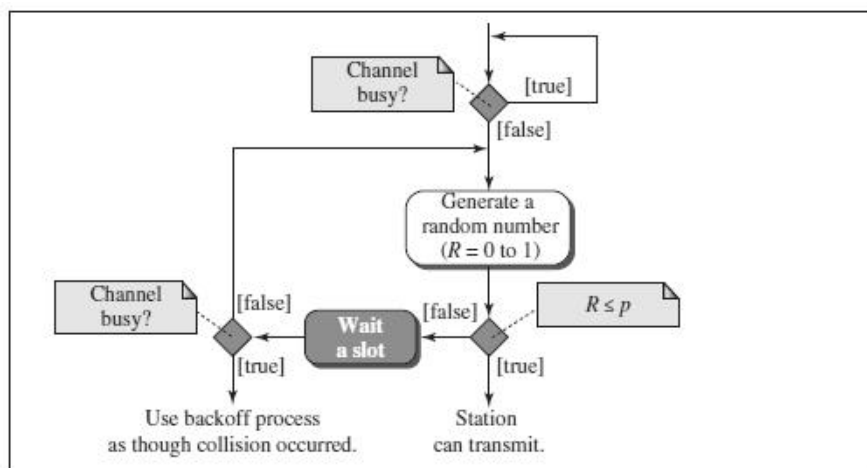 Channel
busy?
[true]
[false]
Generate a
random number
(R = 0 to 1)
Channel
busy?
[false]
Wait
a slot
[false]
R ≤ p
[true]
[true]
Use backoff process
as though collision occurred.
Station
can transmit.